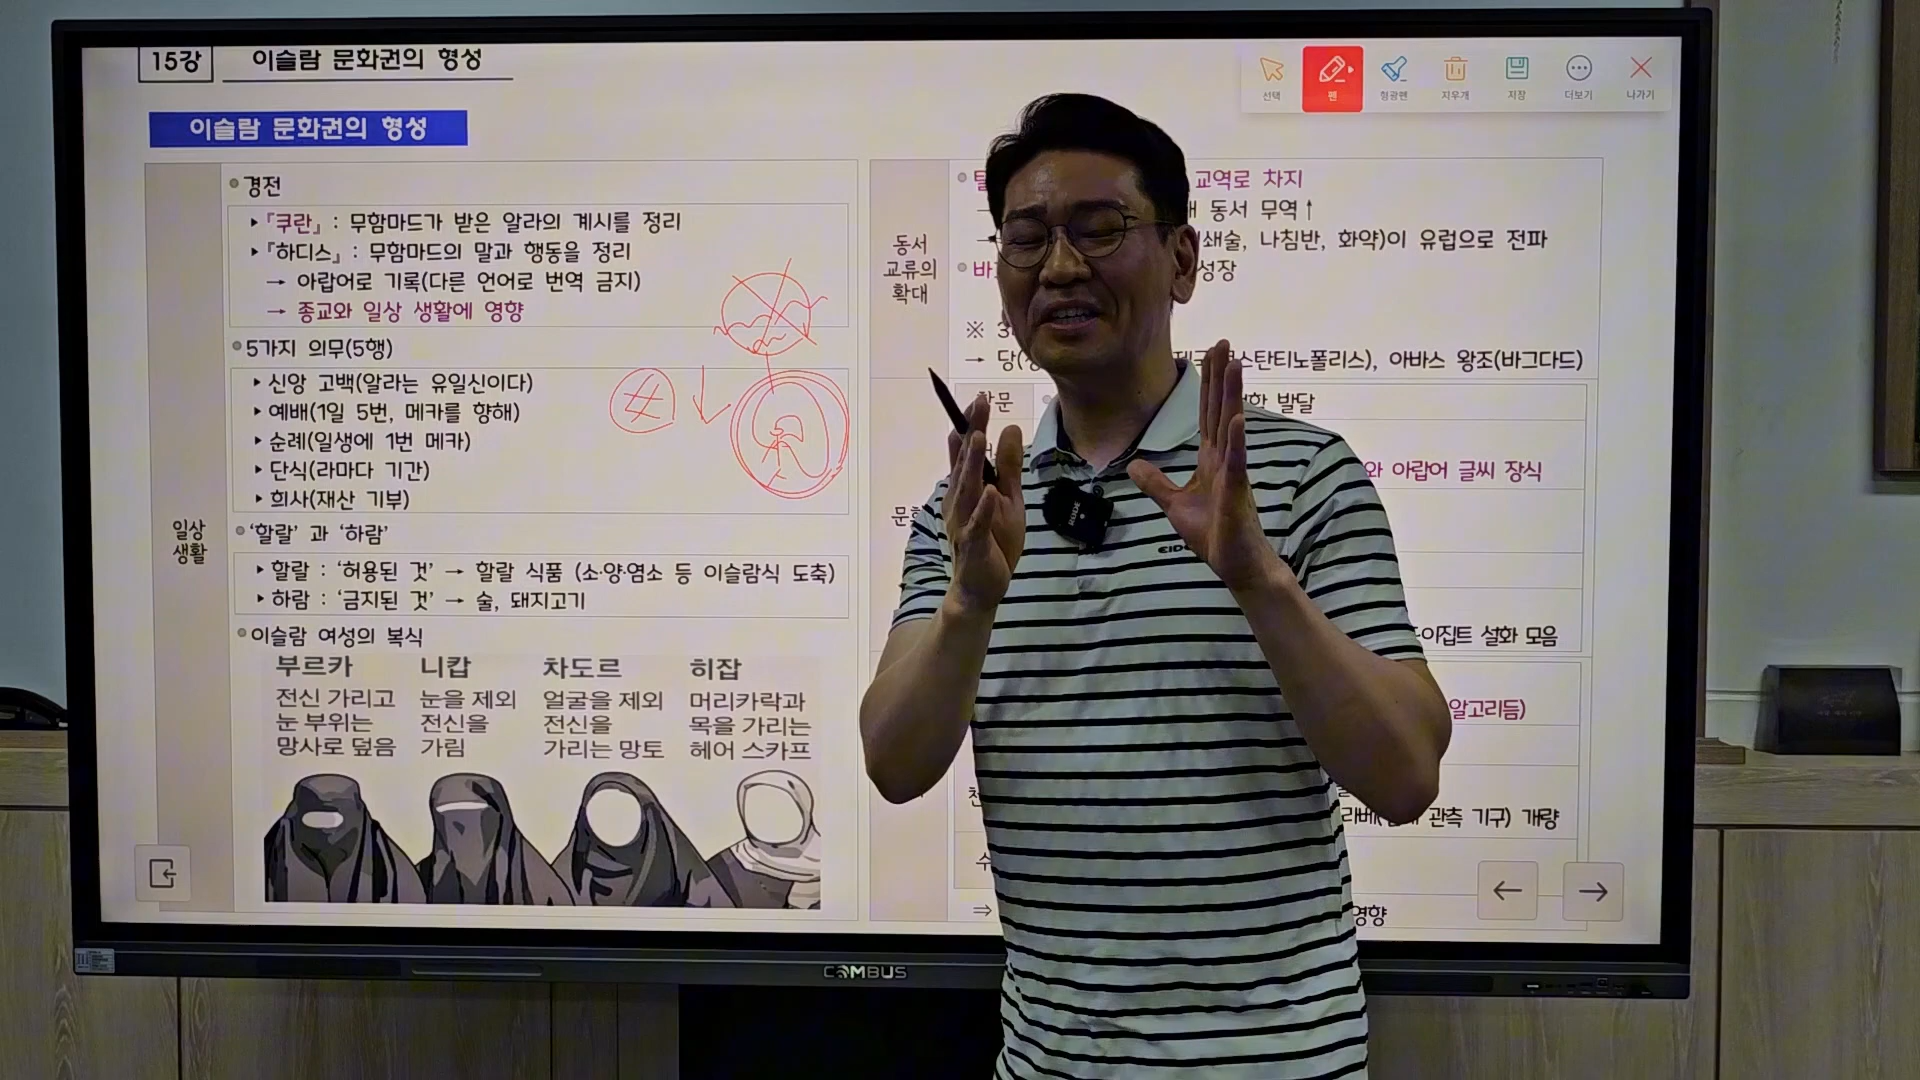 15강
이슬람 문화권의 형성
선택
펜
형광펜
지우개
저장
더보기
나가기
이슬람 문화권의 형성
일상
생활
경전
『쿠란』 : 무함마드가 받은 알라의 계시를 정리
『하디스』 : 무함마드의 말과 행동을 정리
→ 아랍어로 기록(다른 언어로 번역 금지)
→ 종교와 일상 생활에 영향
5가지 의무(5행)
신앙 고백(알라는 유일신이다)
예배(1일 5번, 메카를 향해)
순례(일생에 1번 메카)
단식(라마다 기간)
희사(재산 기부)
‘할랄’ 과 ‘하람’
할랄 : ‘허용된 것’ → 할랄 식품 (소·양·염소 등 이슬람식 도축)
하람 : ‘금지된 것’ → 술, 돼지고기
이슬람 여성의 복식
부르카
전신 가리고
눈 부위는
망사로 덮음
니캅
눈을 제외
전신을
가림
차도르
얼굴을 제외
전신을
가리는 망토
히잡
머리카락과
목을 가리는
헤어 스카프
동서
교류의
확대
교역로 차지
동서 무역↑
나침반, 화약)이 유럽으로 전파
성장
※
→ 당
아바스 왕조(바그다드)
발달
아랍어 글씨 장식
설화 모음
알고리듬)
관측 기구) 개량
⇒
영향
RODE
CAMBUS